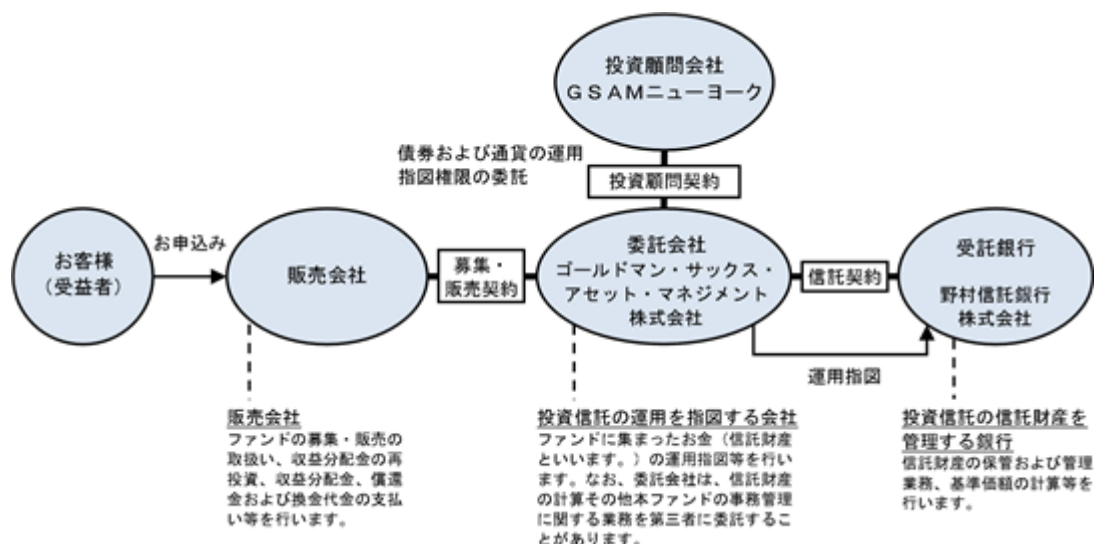 投資顧問会社
ＧＳＡＭニューヨーク
債券および通貨の運用
指図権限の委託
投資顧問契約
お客様
（受益者）
お申込み
販売会社
募集・
販売契約
委託会社
ゴールドマン・サックス・
アセット・マネジメント
株式会社
信託契約
受託銀行
野村信託銀行
株式会社
運用指図
販売会社
ファンドの募集・販売の
取扱い、収益分配金の再
投資、収益分配金、償還
金および換金代金の支払
い等を行います。
投資信託の運用を指図する会社
ファンドに集まったお金（信託財産
といいます。）の運用指図等を行い
ます。なお、委託会社は、信託財産
の計算その他本ファンドの事務管理
に関する業務を第三者に委託するこ
とがあります。
投資信託の信託財産を
管理する銀行
信託財産の保管および管理
業務、基準価額の計算等を
行います。